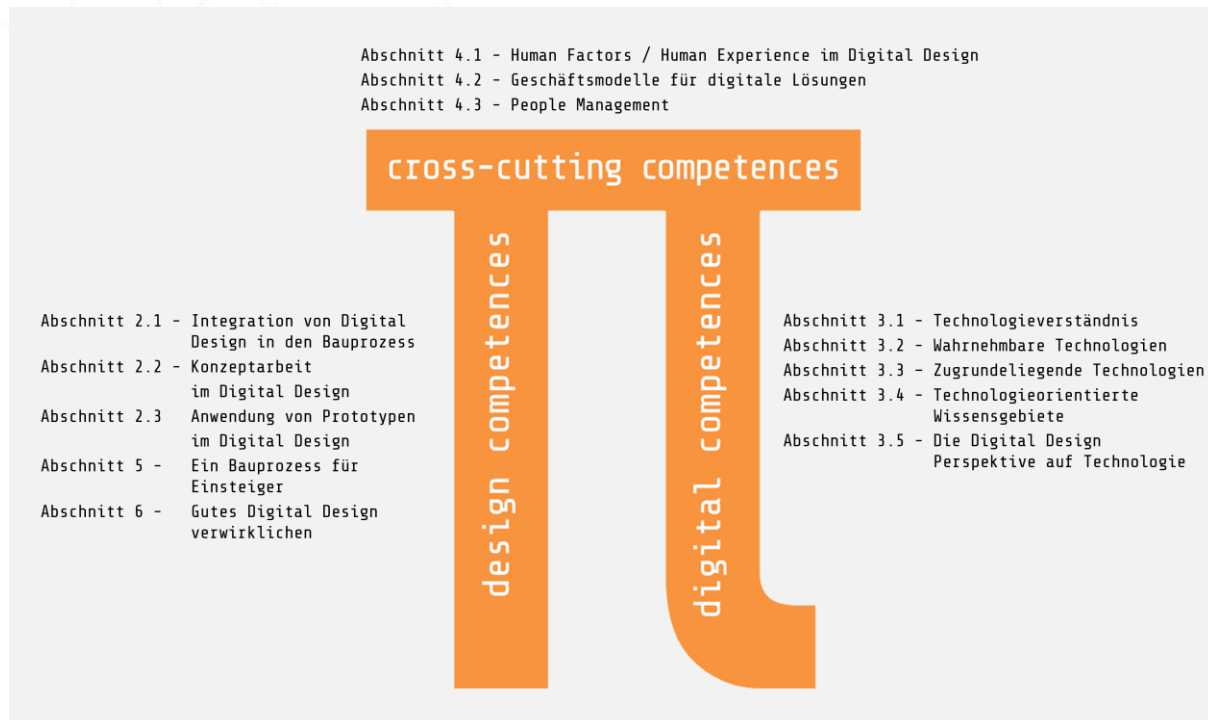 Abschnitt 4.1 - Human Factors / Human Experience im Digital Design
Abschnitt 4.2 - Geschäftsmodelle für digitale Lösungen
Abschnitt 4.3 - People Management
cross-cutting competences
design competences
digital competences
Abschnitt 2.1 - Integration von Digital
Design in den Bauprozess
Abschnitt 2.2 - Konzeptarbeit
im Digital Design
Abschnitt 2.3 Anwendung von Prototypen
im Digital Design
Abschnitt 5 - Ein Bauprozess für
Einsteiger
Abschnitt 6 - Gutes Digital Design
verwirklichen
Abschnitt 3.1 - Technologieverständnis
Abschnitt 3.2 - Wahrnehmbare Technologien
Abschnitt 3.3 - Zugrundeliegende Technologien
Abschnitt 3.4 - Technologieorientierte
Wissensgebiete
Abschnitt 3.5 - Die Digital Design
Perspektive auf Technologie